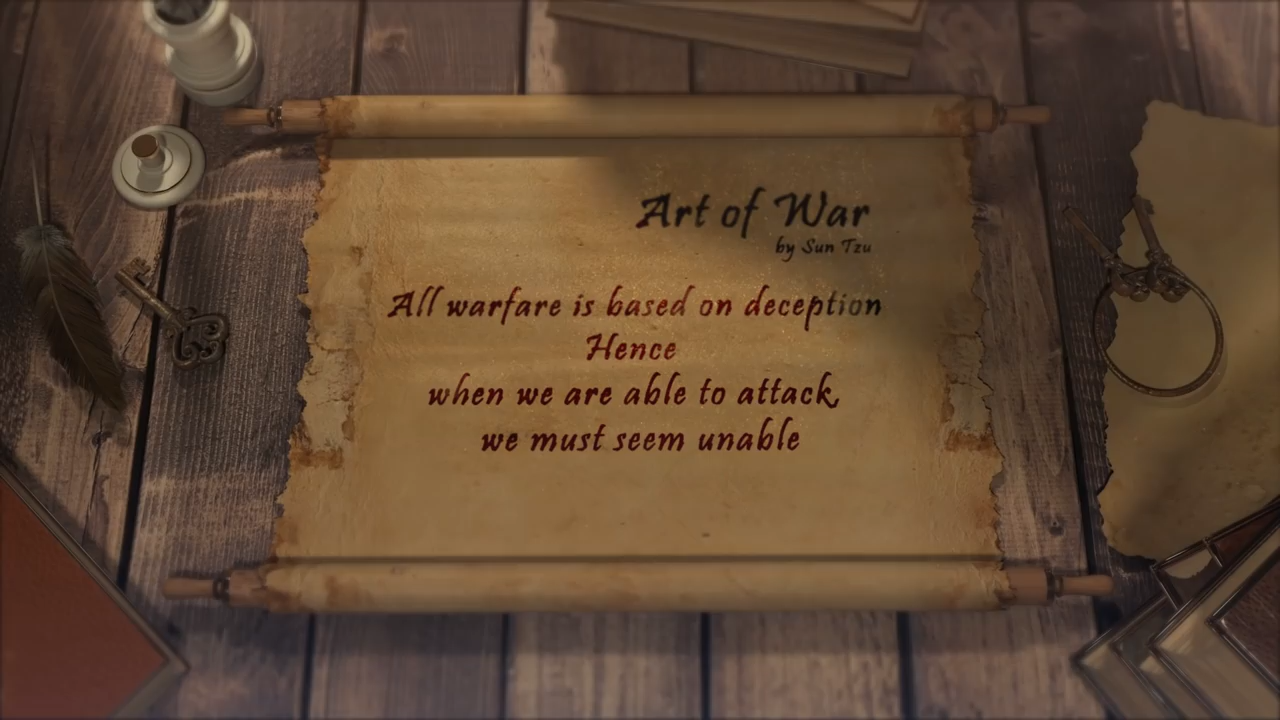 Art of War
by Sun Tzu
All warfare is based on deception
Hence
when we are able to attack,
we must seem unable